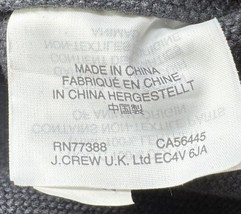 MADE IN CHINA
FABRIQUÉ EN CHINE
IN CHINA HERGESTELLT
中国製
RN77388 CA56445
J.CREW U.K. Ltd EC4V 6JA